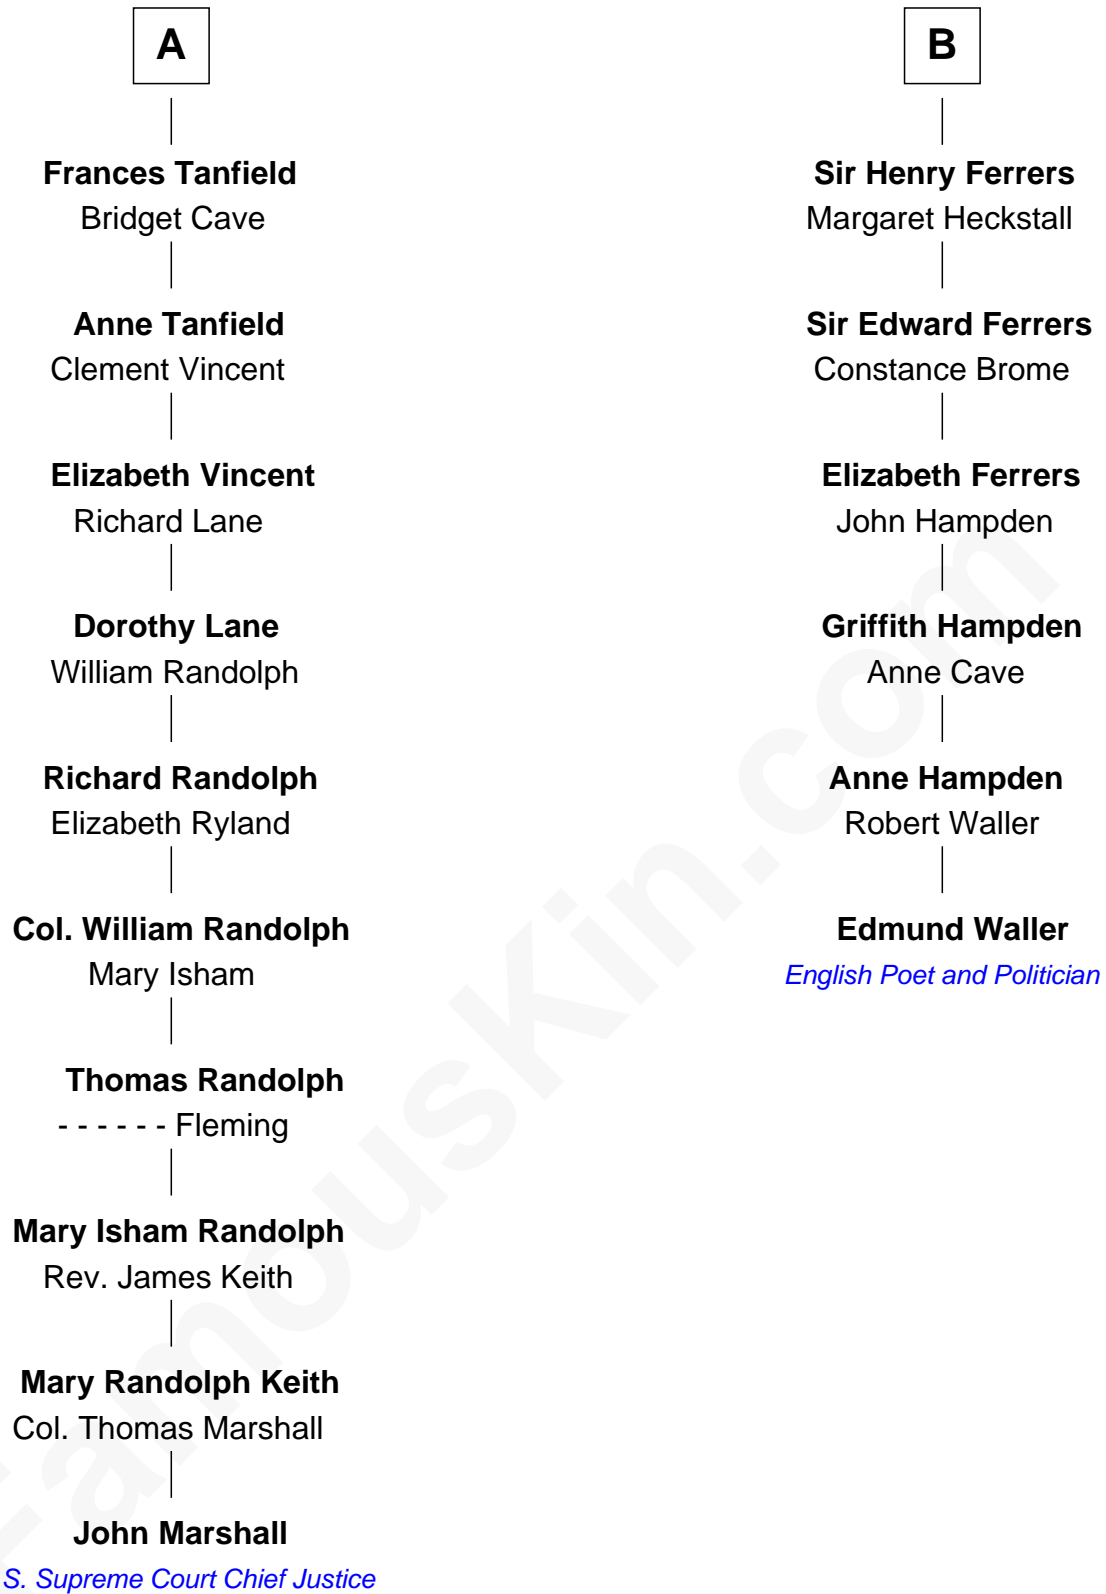 A
Frances Tanfield
Bridget Cave
Anne Tanfield
Clement Vincent
Elizabeth Vincent
Richard Lane
Dorothy Lane
William Randolph
Richard Randolph
Elizabeth Ryland
Col. William Randolph
Mary Isham
Thomas Randolph
- - - - - - Fleming
Mary Isham Randolph
Rev. James Keith
Mary Randolph Keith
Col. Thomas Marshall
John Marshall
S. Supreme Court Chief Justice
B
Sir Henry Ferrers
Margaret Heckstall
Sir Edward Ferrers
Constance Brome
Elizabeth Ferrers
John Hampden
Griffith Hampden
Anne Cave
Anne Hampden
Robert Waller
Edmund Waller
English Poet and Politician
FamousKin.com